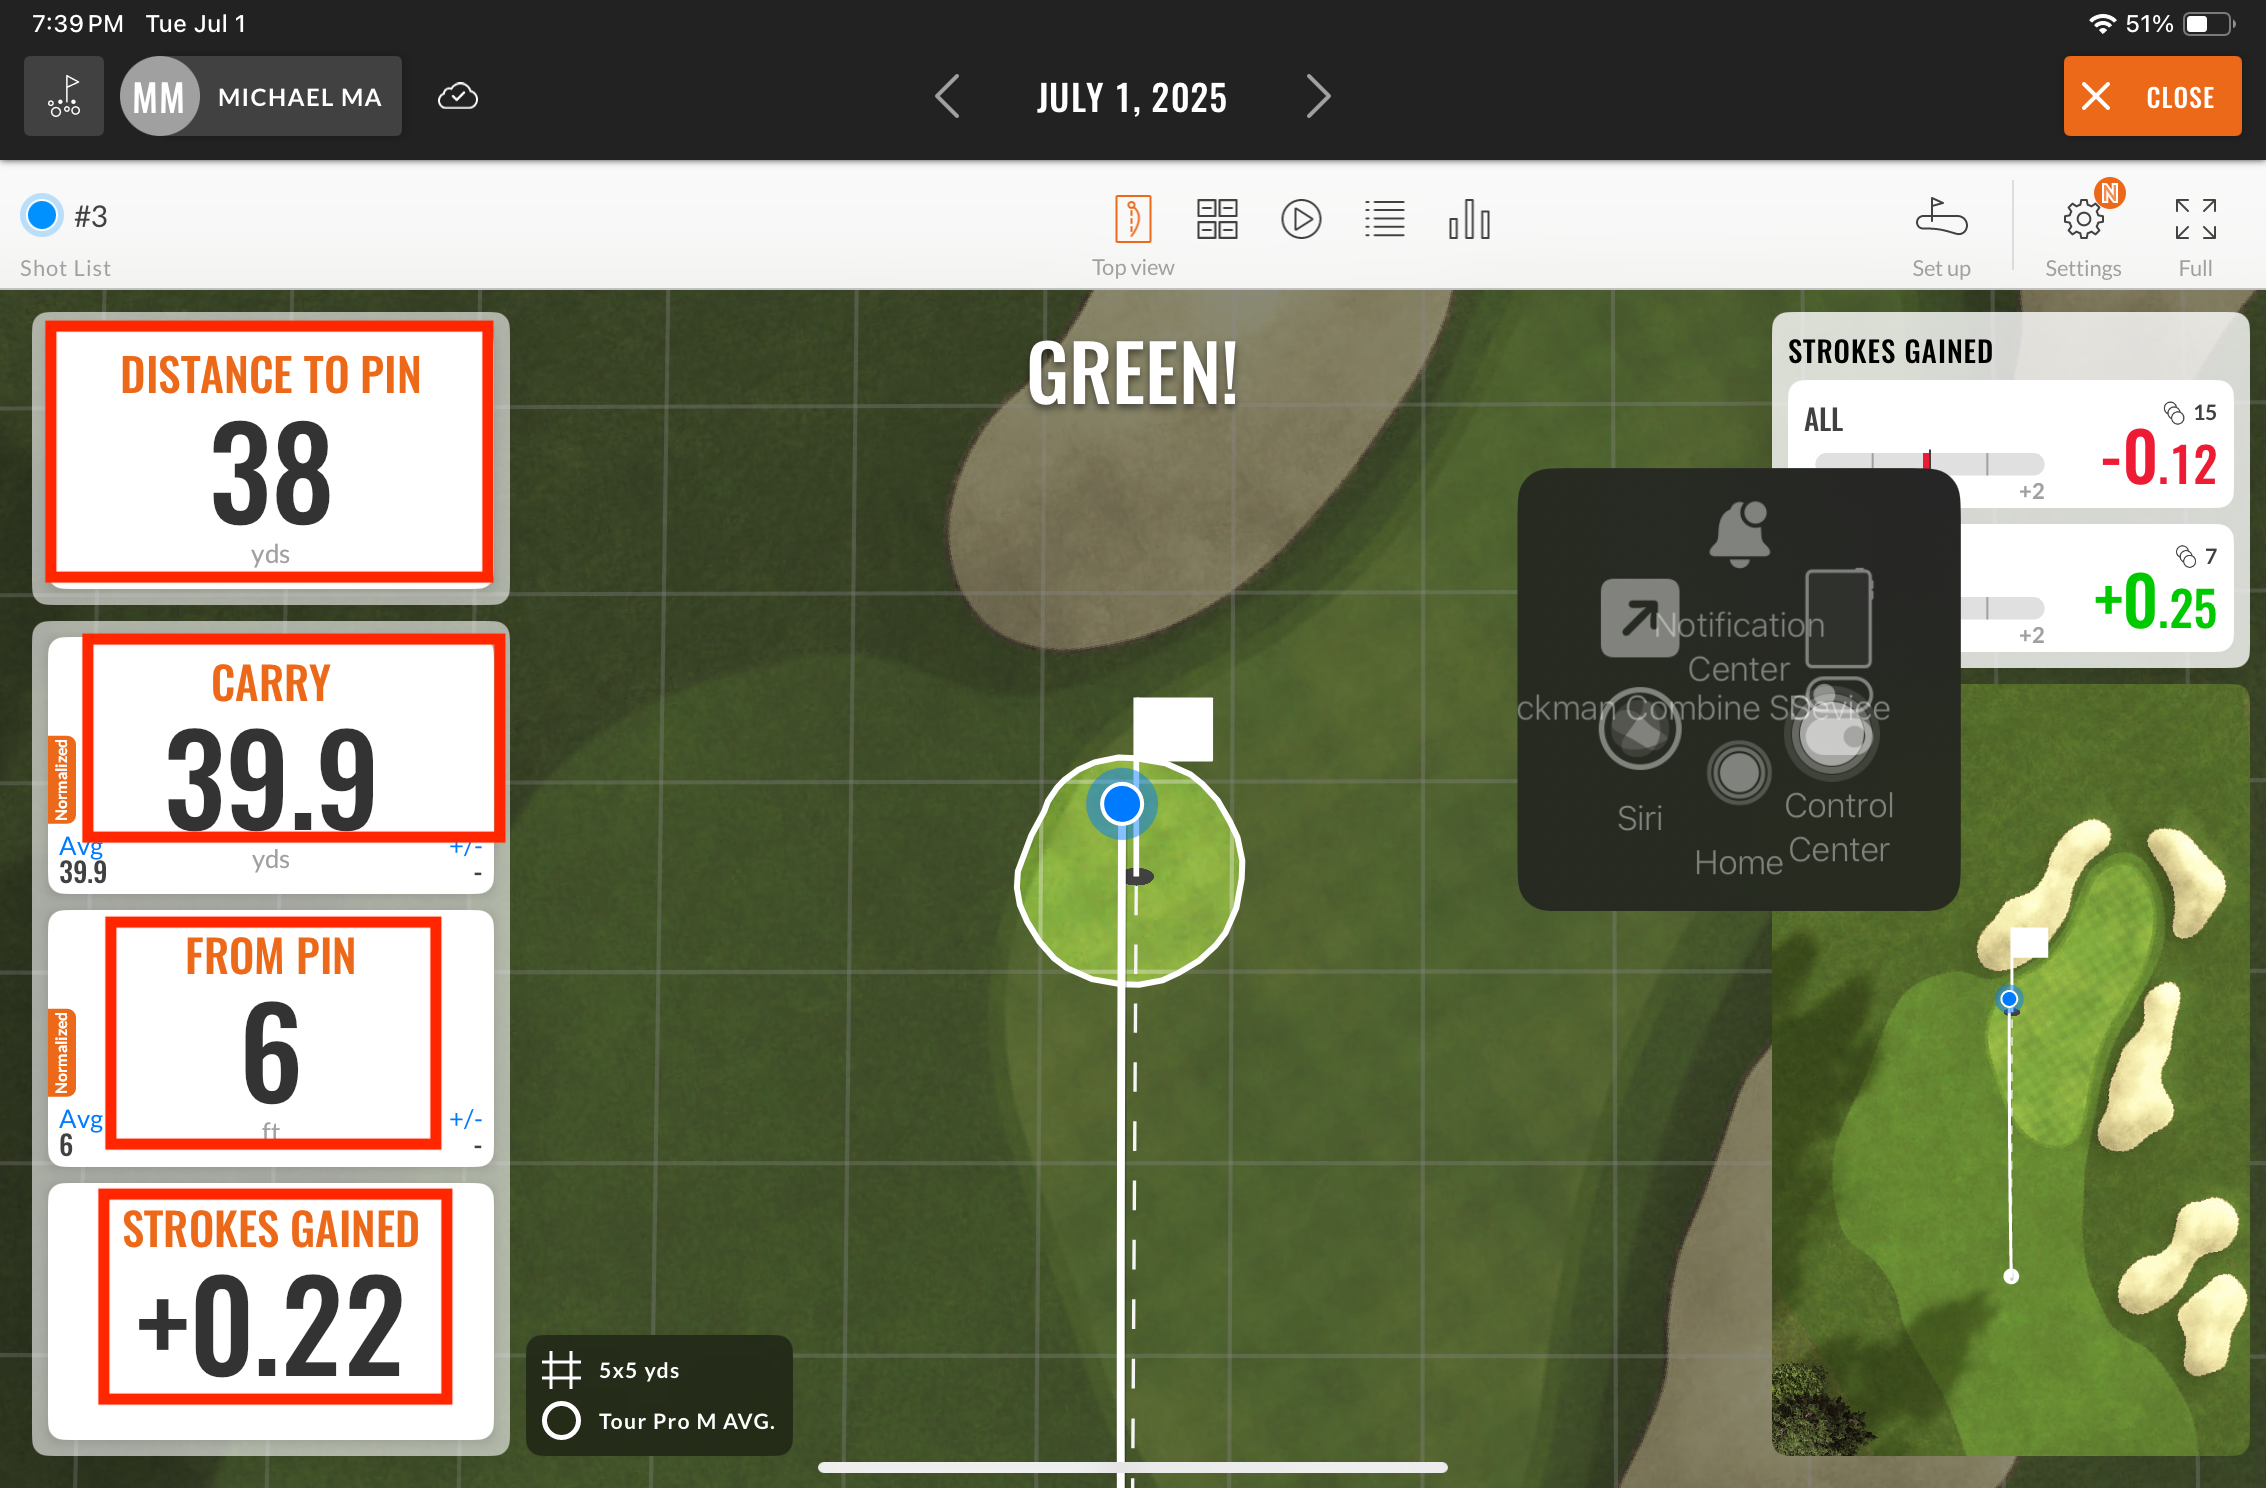 7:39 PM Tue Jul 1
51%
MM MICHAEL MA
JULY 1, 2025
CLOSE
#3
Shot List
Top view
Set up
N
Settings
Full
DISTANCE TO PIN
38
yds
CARRY
39.9
yds
Normalized
Avg
39.9
+/-
-
FROM PIN
6
ft
Normalized
Avg
6
+/-
-
STROKES GAINED
+0.22
GREEN!
5x5 yds
Tour Pro M AVG.
STROKES GAINED
ALL
15
-0.12
+2
7
+0.25
+2
Notification
Center
ckman Combine S
Device
Siri
Control
Center
Home